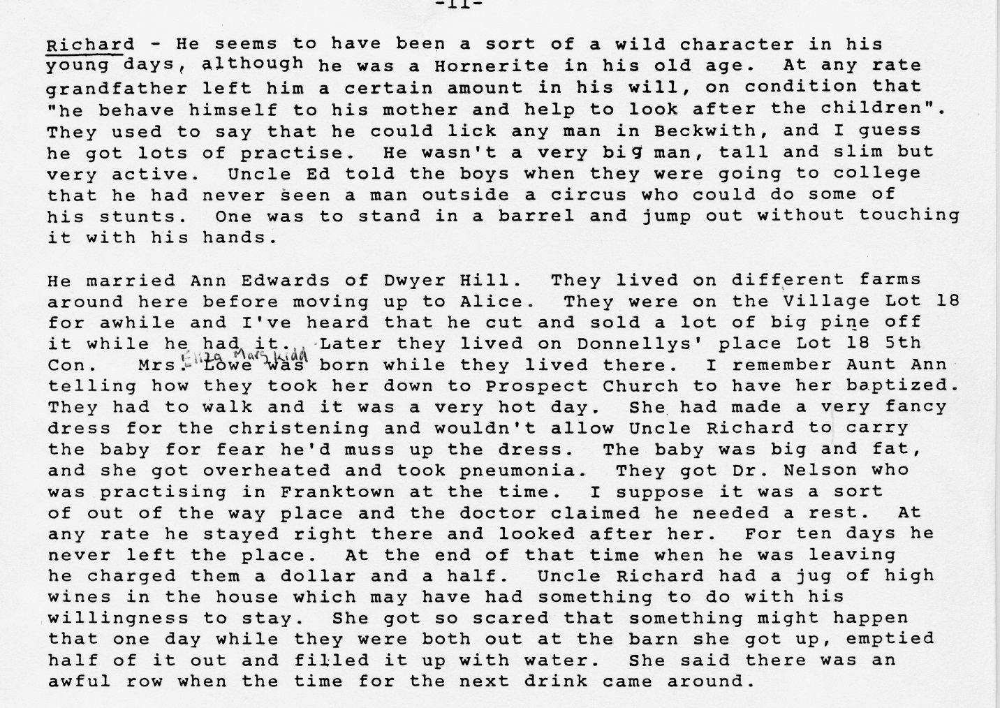 -11-
Richard - He seems to have been a sort of a wild character in his
young days, although he was a Hornerite in his old age. At any rate
grandfather left him a certain amount in his will, on condition that
"he behave himself to his mother and help to look after the children".
They used to say that he could lick any man in Beckwith, and I guess
he got lots of practise. He wasn't a very big man, tall and slim but
very active. Uncle Ed told the boys when they were going to college
that he had never seen a man outside a circus who could do some of
his stunts. One was to stand in a barrel and jump out without touching
it with his hands.
He married Ann Edwards of Dwyer Hill. They lived on different farms
around here before moving up to Alice. They were on the Village Lot 18
for awhile and I've heard that he cut and sold a lot of big pine off
it while he had it. Later they lived on Donnellys' place Lot 18 5th
Eliza Marg Kidd
Con. Mrs. Lowe was born while they lived there. I remember Aunt Ann
telling how they took her down to Prospect Church to have her baptized.
They had to walk and it was a very hot day. She had made a very fancy
dress for the christening and wouldn't allow Uncle Richard to carry
the baby for fear he'd muss up the dress. The baby was big and fat,
and she got overheated and took pneumonia. They got Dr. Nelson who
was practising in Franktown at the time. I suppose it was a sort
of out of the way place and the doctor claimed he needed a rest. At
any rate he stayed right there and looked after her. For ten days he
never left the place. At the end of that time when he was leaving
he charged them a dollar and a half. Uncle Richard had a jug of high
wines in the house which may have had something to do with his
willingness to stay. She got so scared that something might happen
that one day while they were both out at the barn she got up, emptied
half of it out and filled it up with water. She said there was an
awful row when the time for the next drink came around.